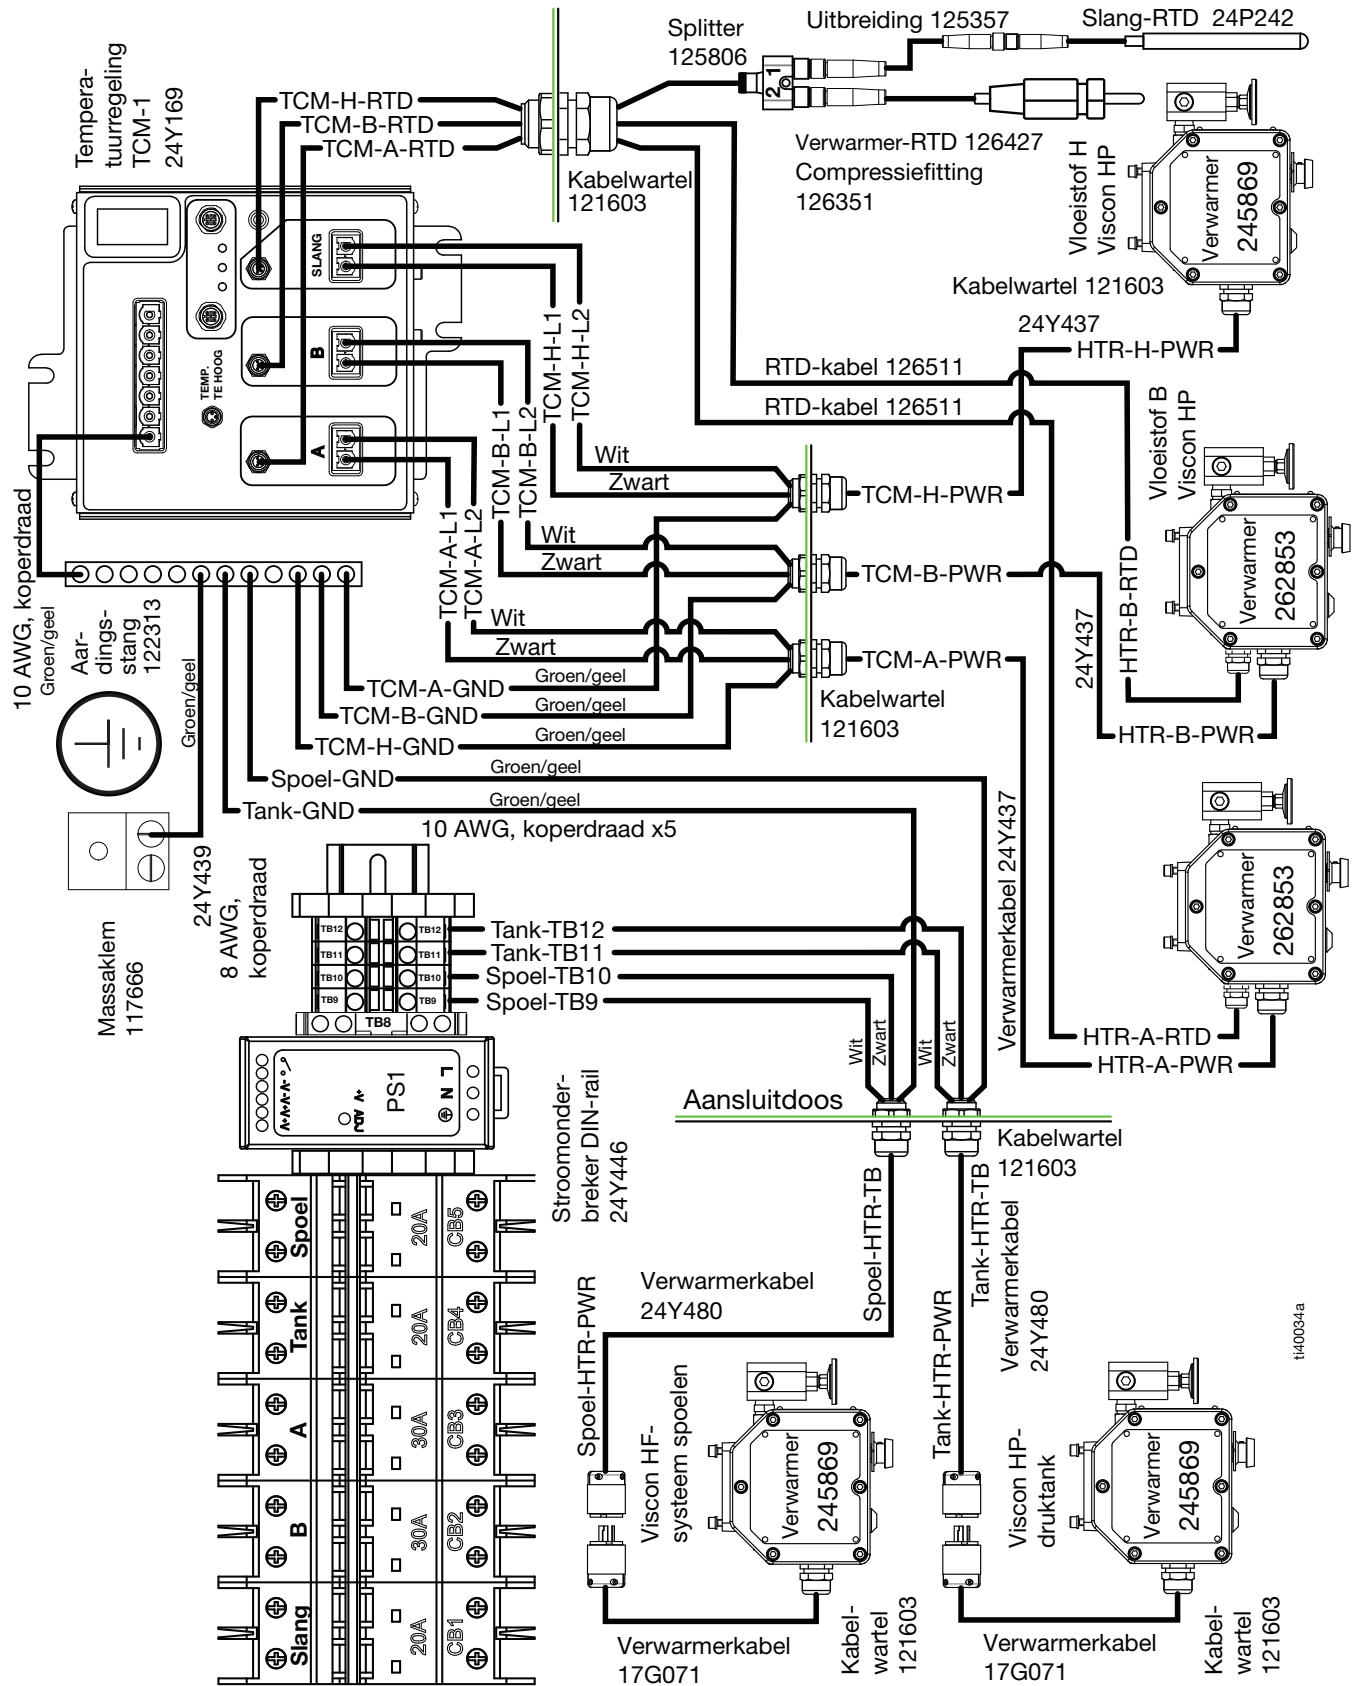 Tempera-
tuurregeling
TCM-1
24Y169
TCM-H-RTD
TCM-B-RTD
TCM-A-RTD
Kabelwartel
121603
Splitter
125806
Uitbreiding 125357
Slang-RTD 24P242
2
1
Verwarmer-RTD 126427
Compressiefitting
126351
Vloeistof H
Viscon HP
Verwarmer
245869
Kabelwartel 121603
24Y437
HTR-H-PWR
SLANG
B
A
TEMP.
TE HOOG
TCM-H-L1
TCM-H-L2
TCM-B-L1
TCM-B-L2
TCM-A-L1
TCM-A-L2
RTD-kabel 126511
RTD-kabel 126511
Wit
Zwart
TCM-H-PWR
Wit
Zwart
TCM-B-PWR
Wit
Zwart
TCM-A-PWR
Kabelwartel
121603
Vloeistof B
Viscon HP
Verwarmer
262853
HTR-B-RTD
24Y437
HTR-B-PWR
10 AWG, koperdraad
Groen/geel
Aar-
dings-
stang
122313
Groen/geel
TCM-A-GND
Groen/geel
TCM-B-GND
Groen/geel
TCM-H-GND
Groen/geel
Spoel-GND
Groen/geel
Tank-GND
Groen/geel
10 AWG, koperdraad x5
Massaklem
117666
24Y439
8 AWG,
koperdraad
Verwarmerkabel 24Y437
Verwarmer
262853
HTR-A-RTD
HTR-A-PWR
TB12
TB12
Tank-TB12
TB11
TB11
Tank-TB11
TB10
TB10
Spoel-TB10
TB9
TB9
Spoel-TB9
TB8
-V-V+V+V
+V ADJ
PS1
N L
Wit
Zwart
Wit
Zwart
Aansluitdoos
Kabelwartel
121603
Stroomonder-
breker DIN-rail
24Y446
Spoel
20A
CB5
Tank
20A
CB4
A
30A
CB3
B
30A
CB2
Slang
20A
CB1
Spoel-HTR-TB
Tank-HTR-TB
Verwarmerkabel
24Y480
Verwarmerkabel
24Y480
Spoel-HTR-PWR
Tank-HTR-PWR
Viscon HF-
systeem spoelen
Verwarmer
245869
Viscon HP-
druktank
Verwarmer
245869
Verwarmerkabel
17G071
Kabel-
wartel
121603
Verwarmerkabel
17G071
Kabel-
wartel
121603
ti40034a